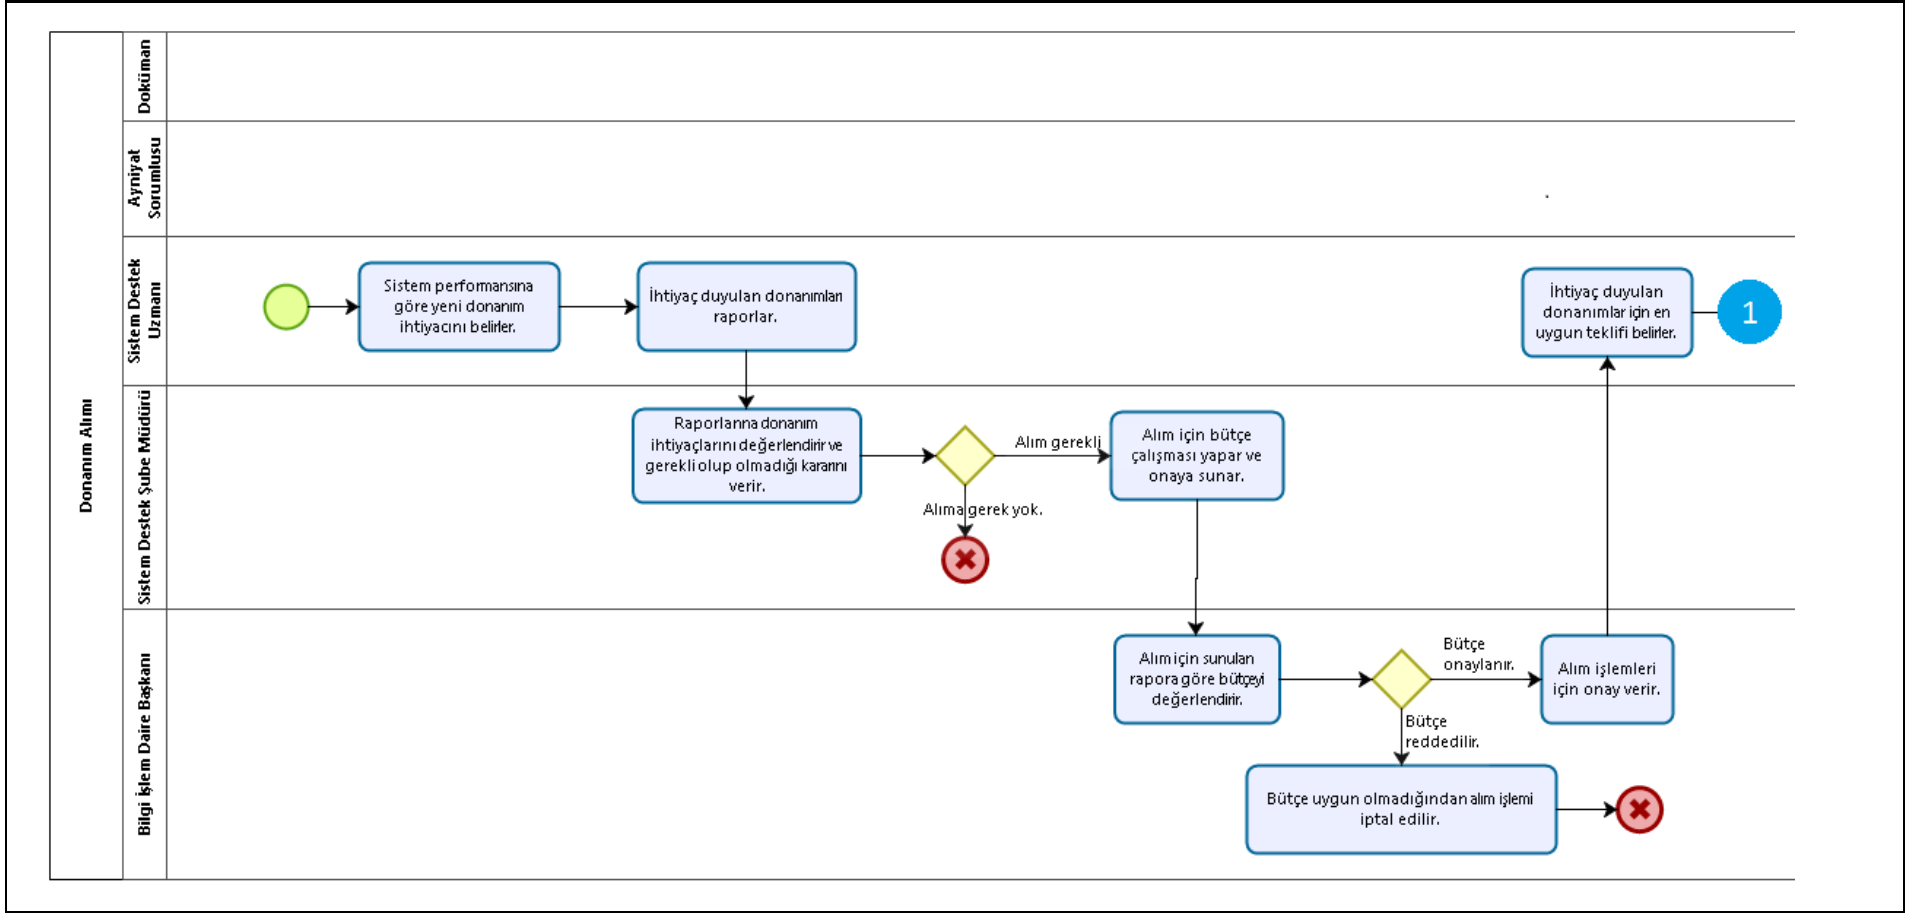 Donanım Alımı
Doküman
Ayniyat
Sorumlusu
Sistem Destek
Uzmanı
Sistem performansına
göre yeni donanım
ihtiyacını belirler.
İhtiyaç duyulan donanımları
raporlar.
İhtiyaç duyulan
donanımlar için en
uygun teklifi belirler.
1
Sistem Destek Şube Müdürü
Raporlanna donanım
ihtiyaçlarını değerlendirir ve
gerekli olup olmadığı kararını
verir.
Alım gerekli
Alıma gerek yok.
Alım için bütçe
çalışması yapar ve
onaya sunar.
Bilgi İşlem Daire Başkanı
Alım için sunulan
rapora göre bütçeyi
değerlendirir.
Bütçe
onaylanır.
Alım işlemleri
için onay verir.
Bütçe
reddedilir.
Bütçe uygun olmadığından alım işlemi
iptal edilir.